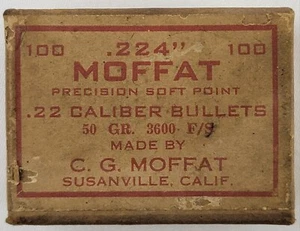 100 .224" 100
MOFFAT
PRECISION SOFT POINT
.22 CALIBER BULLETS
50 GR. 3600 F/S
MADE BY
C. G. MOFFAT
SUSANVILLE, CALIF.